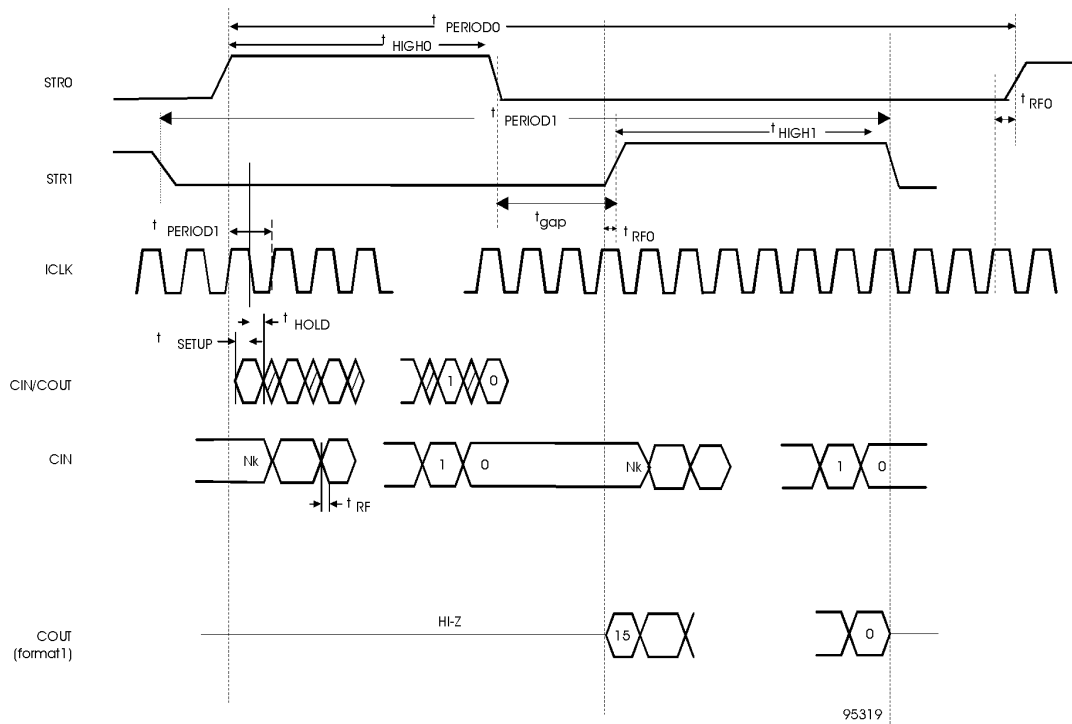 t PERIOD0
t HIGH0
STR0
t RF0
t PERIOD1
t HIGH1
STR1
t gap
t PERIOD1
t RF0
ICLK
t HOLD
t SETUP
CIN/COUT
1 0
CIN
Nk 1 0 Nk 1 0
t RF
HI-Z
COUT 15 0
(format1)
95319